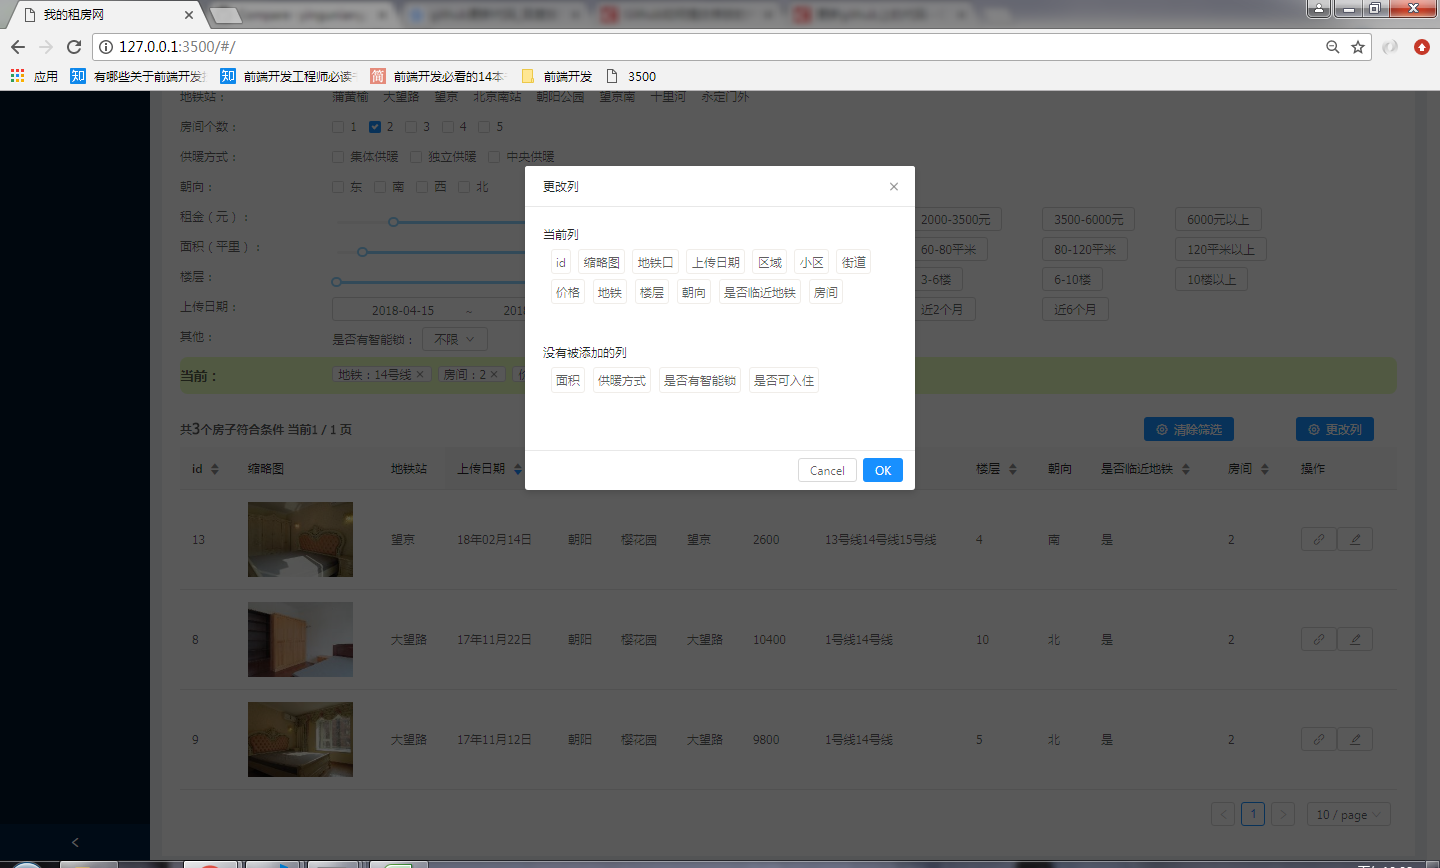 我的租房网
127.0.0.1:3500/#/
应用 有哪些关于前端开发 前端开发工程师必读 前端开发必看的14本 前端开发 3500
地铁站： 蒲黄榆 大望路 望京 北京南站 朝阳公园 望京南 十里河 永定门外
房间个数： 1 2 3 4 5
供暖方式： 集体供暖 独立供暖 中央供暖
朝向： 东 南 西 北
租金（元）： 2000-3500元 3500-6000元 6000元以上
面积（平里）： 60-80平米 80-120平米 120平米以上
楼层： 3-6楼 6-10楼 10楼以上
上传日期： 2018-04-15 ~ 近2个月 近6个月
其他： 是否有智能锁： 不限
当前： 地铁：14号线 × 房间：2 ×
更改列 ×
当前列
id 缩略图 地铁口 上传日期 区域 小区 街道
价格 地铁 楼层 朝向 是否临近地铁 房间
没有被添加的列
面积 供暖方式 是否有智能锁 是否可入住
Cancel OK
共3个房子符合条件 当前1 / 1 页 清除筛选 更改列
id 缩略图 地铁站 上传日期 楼层 朝向 是否临近地铁 房间 操作
13 望京 18年02月14日 朝阳 樱花园 望京 2600 13号线14号线15号线 4 南 是 2
8 大望路 17年11月22日 朝阳 樱花园 大望路 10400 1号线14号线 10 北 是 2
9 大望路 17年11月12日 朝阳 樱花园 大望路 9800 1号线14号线 5 北 是 2
< 1 > 10 / page